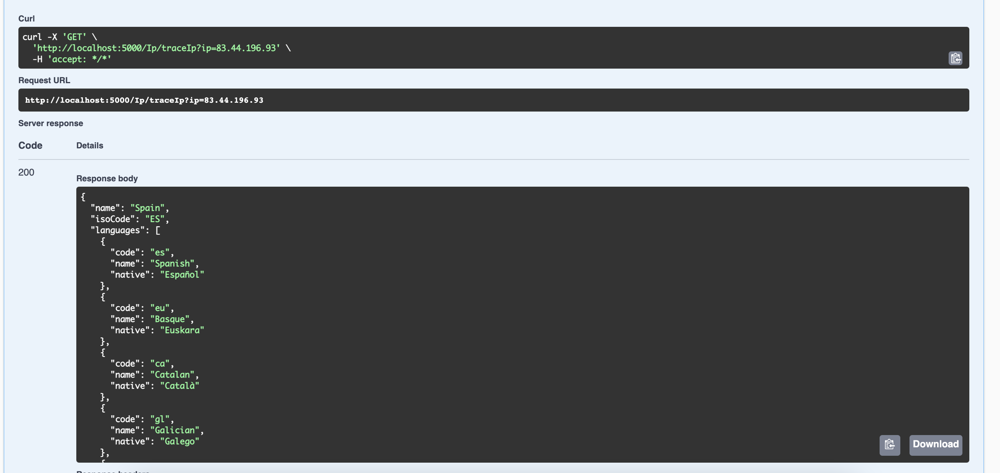 Curl
curl -X 'GET' \
  'http://localhost:5000/Ip/traceIp?ip=83.44.196.93' \
  -H 'accept: */*'
Request URL
http://localhost:5000/Ip/traceIp?ip=83.44.196.93
Server response
Code Details
200
Response body
{
  "name": "Spain",
  "isoCode": "ES",
  "languages": [
    {
      "code": "es",
      "name": "Spanish",
      "native": "Español"
    },
    {
      "code": "eu",
      "name": "Basque",
      "native": "Euskara"
    },
    {
      "code": "ca",
      "name": "Catalan",
      "native": "Català"
    },
    {
      "code": "gl",
      "name": "Galician",
      "native": "Galego"
    },
    {
Download
Response headers